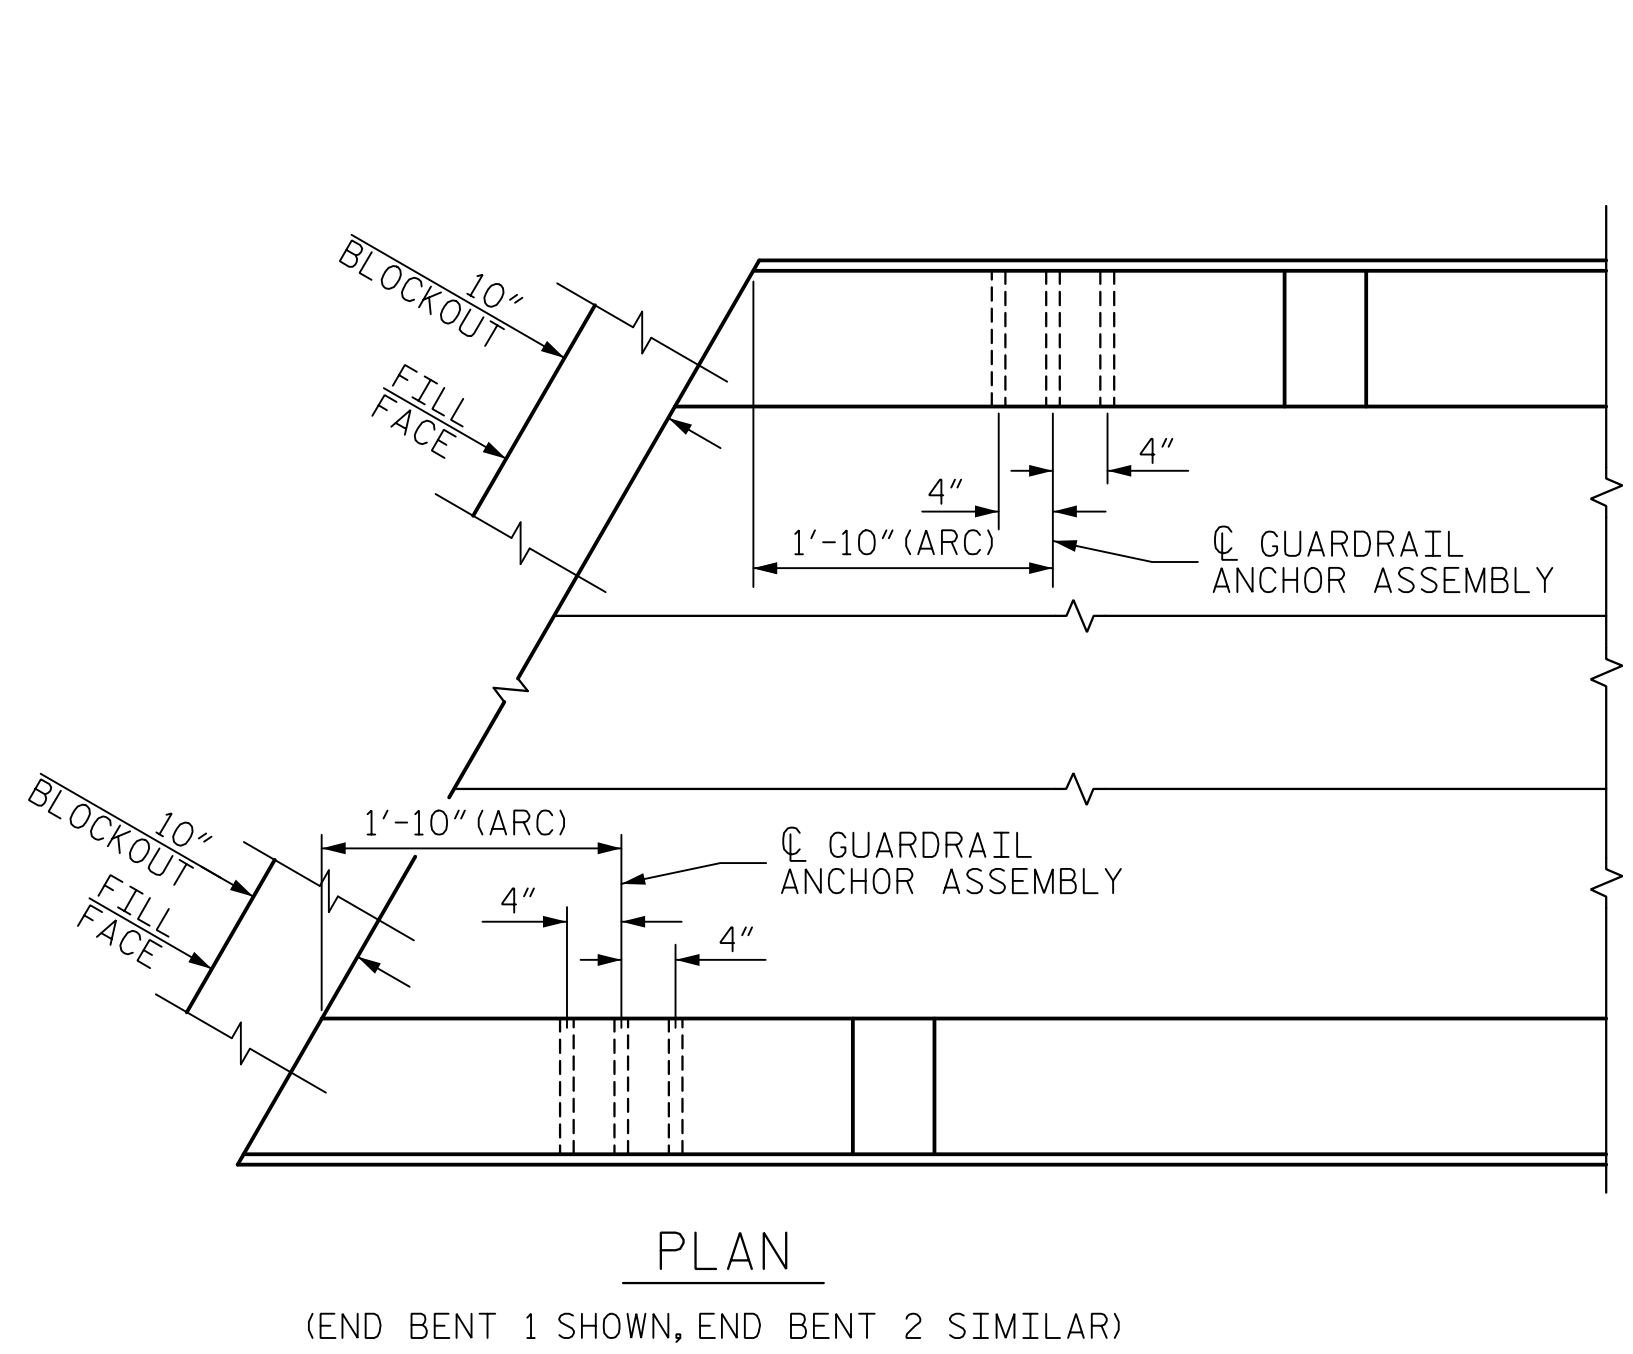 10″
BLOCKOUT
FILL
FACE
4″
4″
1′-10″(ARC)
℄ GUARDRAIL
ANCHOR ASSEMBLY
10″
BLOCKOUT
FILL
FACE
1′-10″(ARC)
℄ GUARDRAIL
ANCHOR ASSEMBLY
4″
4″
PLAN
(END BENT 1 SHOWN, END BENT 2 SIMILAR)